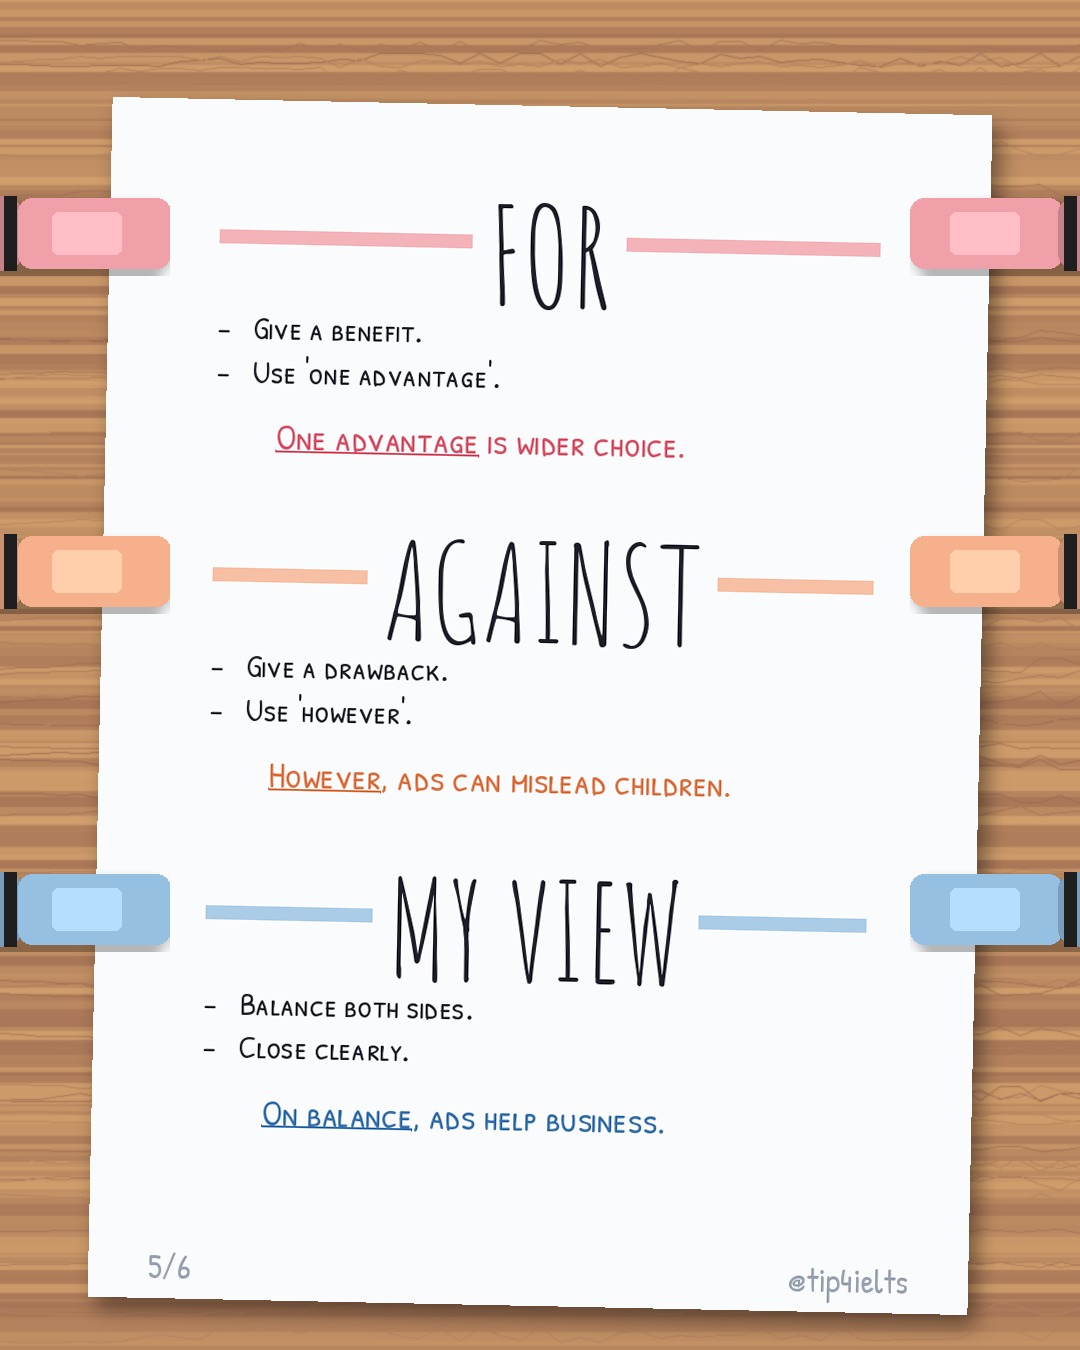 FOR
- Give a benefit.
- Use 'one advantage'.
One advantage is wider choice.
AGAINST
- Give a drawback.
- Use 'however'.
However, ads can mislead children.
MY VIEW
- Balance both sides.
- Close clearly.
On balance, ads help business.
5/6
@tip4ielts